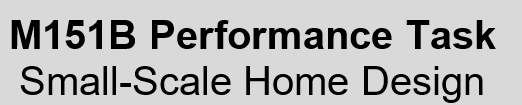 M151B Performance Task
Small-Scale Home Design